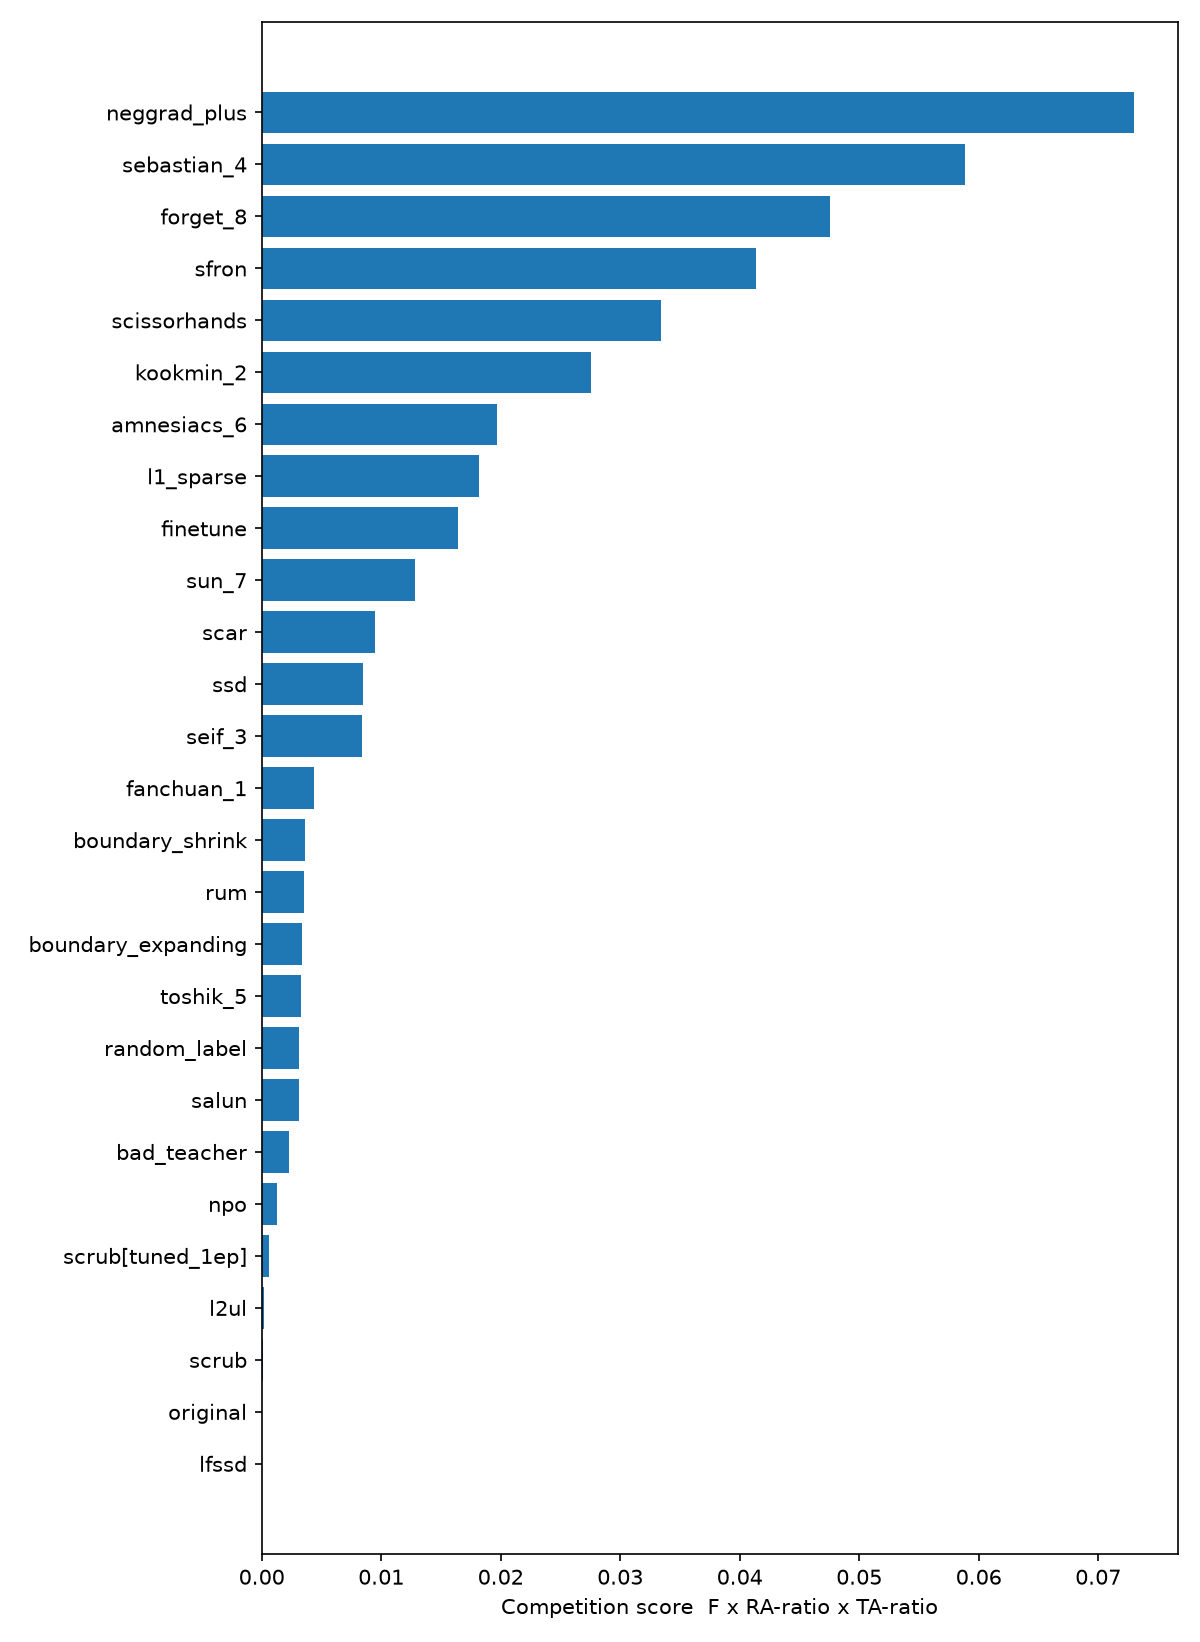 neggrad_plus
sebastian_4
forget_8
sfron
scissorhands
kookmin_2
amnesiacs_6
l1_sparse
finetune
sun_7
scar
ssd
seif_3
fanchuan_1
boundary_shrink
rum
boundary_expanding
toshik_5
random_label
salun
bad_teacher
npo
scrub[tuned_1ep]
l2ul
scrub
original
lfssd
0.00 0.01 0.02 0.03 0.04 0.05 0.06 0.07
Competition score  F x RA-ratio x TA-ratio